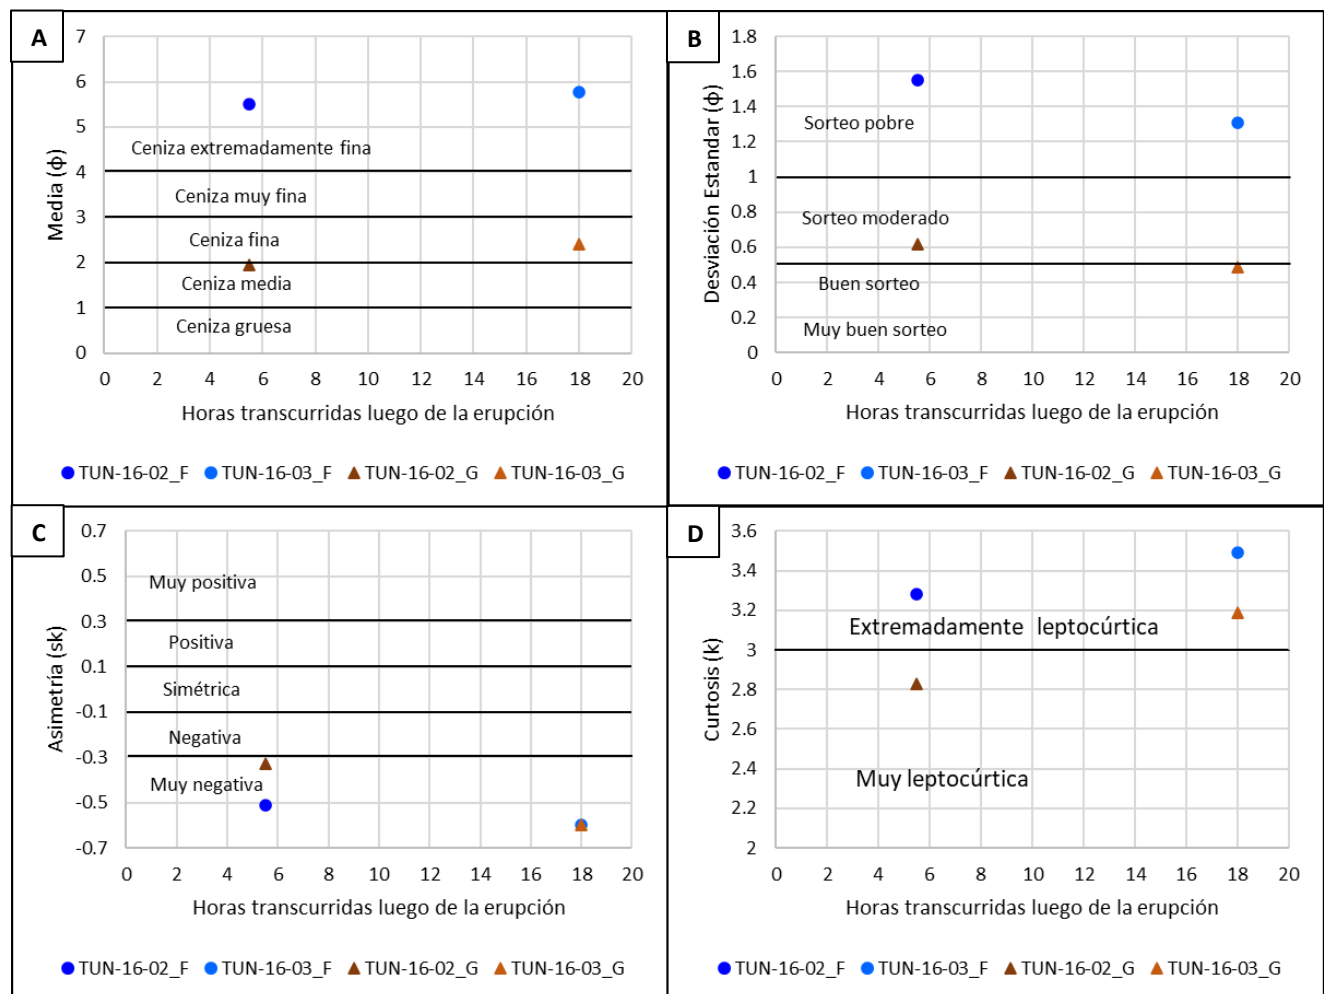 A
7
6
5
4
3
2
1
0
Media (ϕ)
Ceniza extremadamente fina
Ceniza muy fina
Ceniza fina
Ceniza media
Ceniza gruesa
0 2 4 6 8 10 12 14 16 18 20
Horas transcurridas luego de la erupción
TUN-16-02_F TUN-16-03_F TUN-16-02_G TUN-16-03_G
B
1.8
1.6
1.4
1.2
1
0.8
0.6
0.4
0.2
0
Desviación Estandar (ϕ)
Sorteo pobre
Sorteo moderado
Buen sorteo
Muy buen sorteo
0 2 4 6 8 10 12 14 16 18 20
Horas transcurridas luego de la erupción
TUN-16-02_F TUN-16-03_F TUN-16-02_G TUN-16-03_G
C
0.7
0.5
0.3
0.1
-0.1
-0.3
-0.5
-0.7
Asimetría (sk)
Muy positiva
Positiva
Simétrica
Negativa
Muy negativa
0 2 4 6 8 10 12 14 16 18 20
Horas transcurridas luego de la erupción
TUN-16-02_F TUN-16-03_F TUN-16-02_G TUN-16-03_G
D
3.6
3.4
3.2
3
2.8
2.6
2.4
2.2
2
Curtosis (k)
Extremadamente leptocúrtica
Muy leptocúrtica
0 2 4 6 8 10 12 14 16 18 20
Horas transcurridas luego de la erupción
TUN-16-02_F TUN-16-03_F TUN-16-02_G TUN-16-03_G